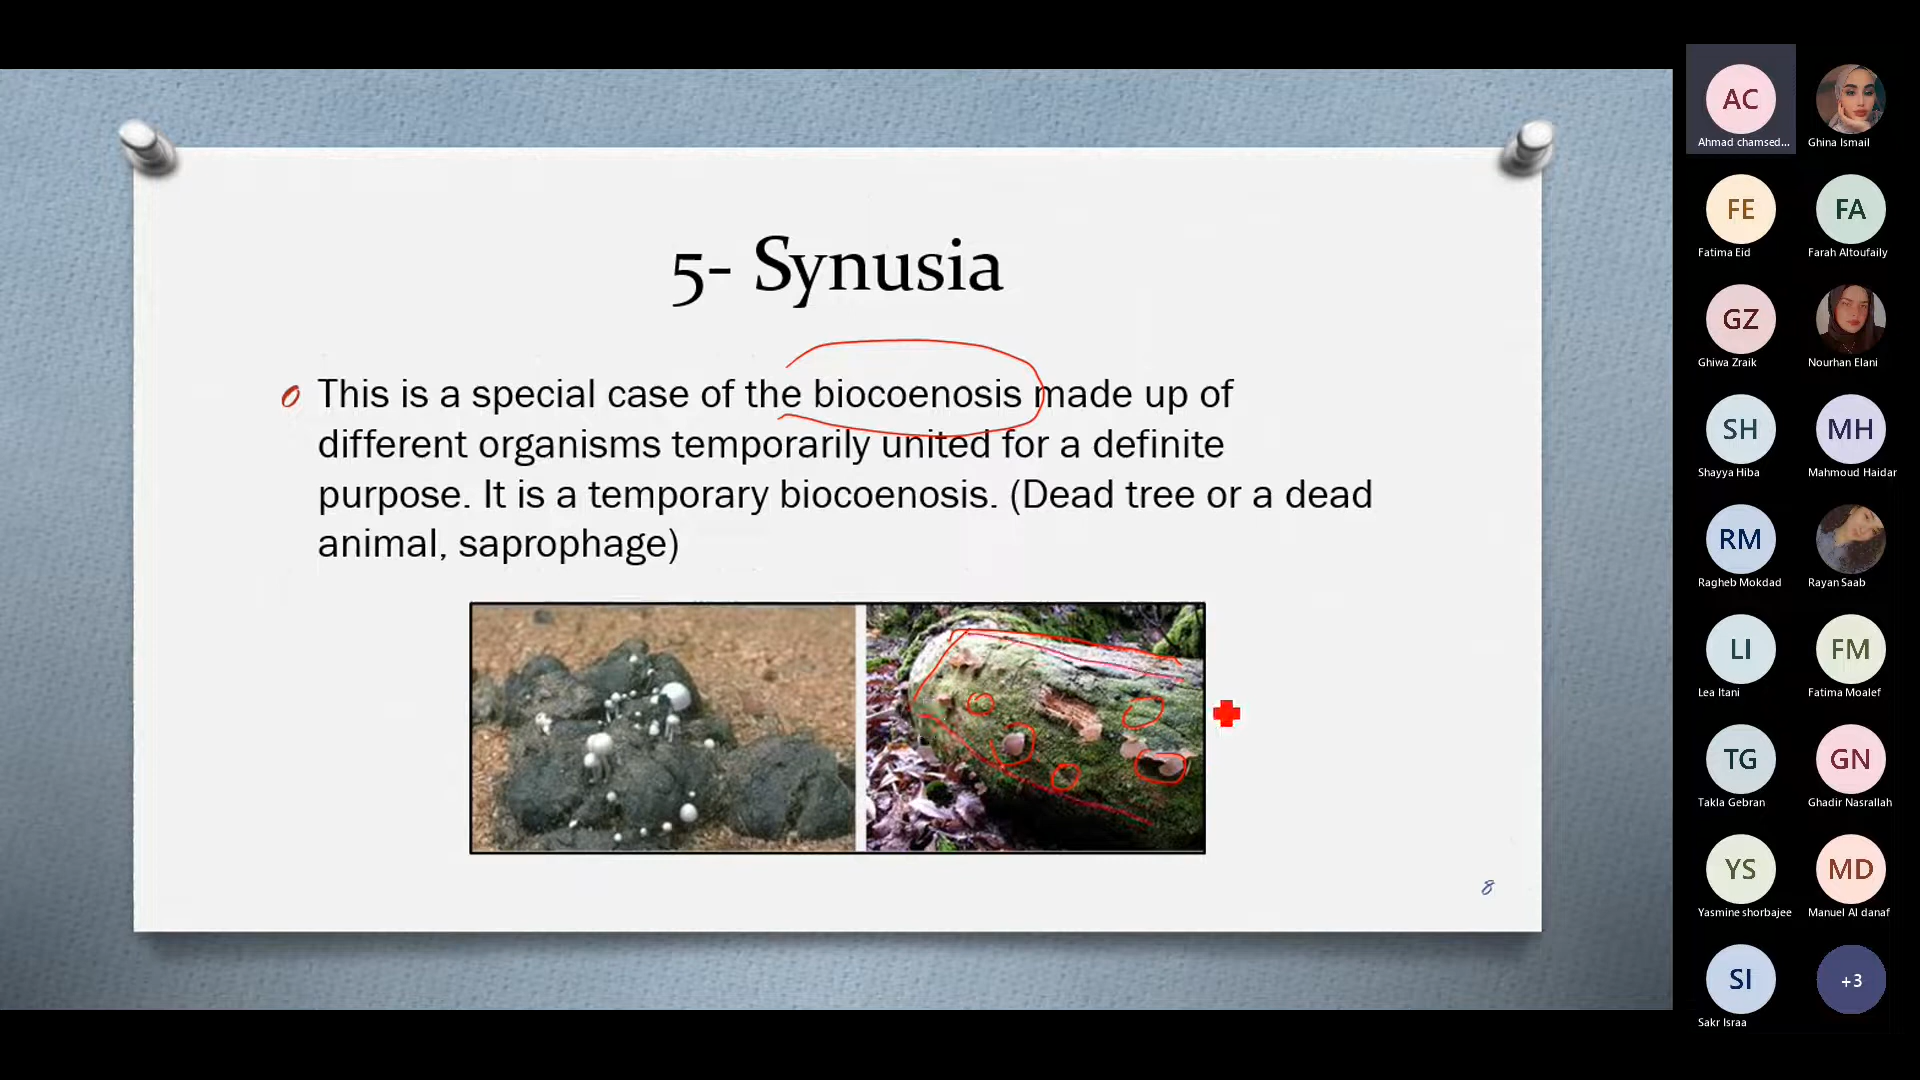 5- Synusia
This is a special case of the biocoenosis made up of
different organisms temporarily united for a definite
purpose. It is a temporary biocoenosis. (Dead tree or a dead
animal, saprophage)
8
AC
Ahmad chamsed...
Ghina Ismail
FE
Fatima Eid
FA
Farah Altoufaily
GZ
Ghiwa Zraik
Nourhan Elani
SH
Shayya Hiba
MH
Mahmoud Haidar
RM
Ragheb Mokdad
Rayan Saab
LI
Lea Itani
FM
Fatima Moalef
TG
Takla Gebran
GN
Ghadir Nasrallah
YS
Yasmine shorbajee
MD
Manuel Al danaf
SI
Sakr Israa
+3